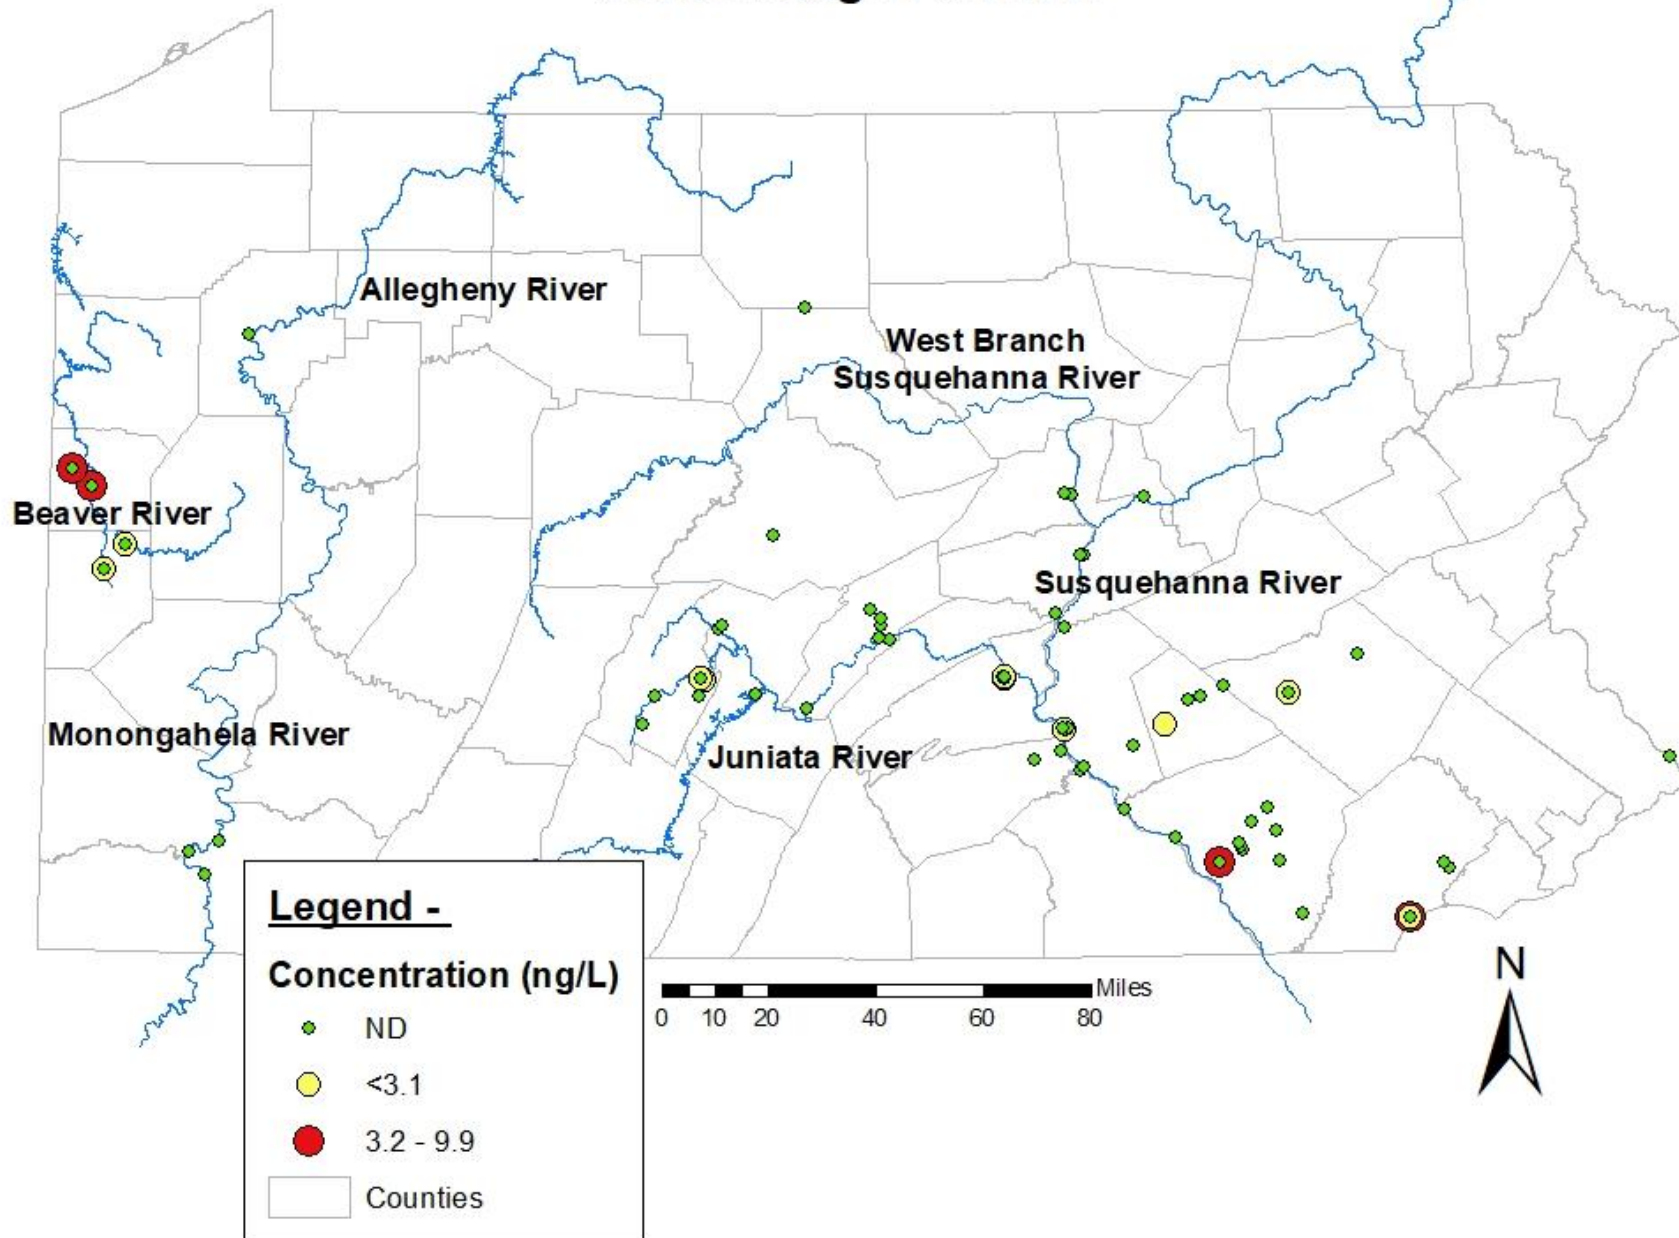 Allegheny River
West Branch
Susquehanna River
Beaver River
Susquehanna River
Monongahela River
Juniata River
Legend -
Concentration (ng/L)
ND
<3.1
3.2 - 9.9
Counties
Miles
0 10 20 40 60 80
N